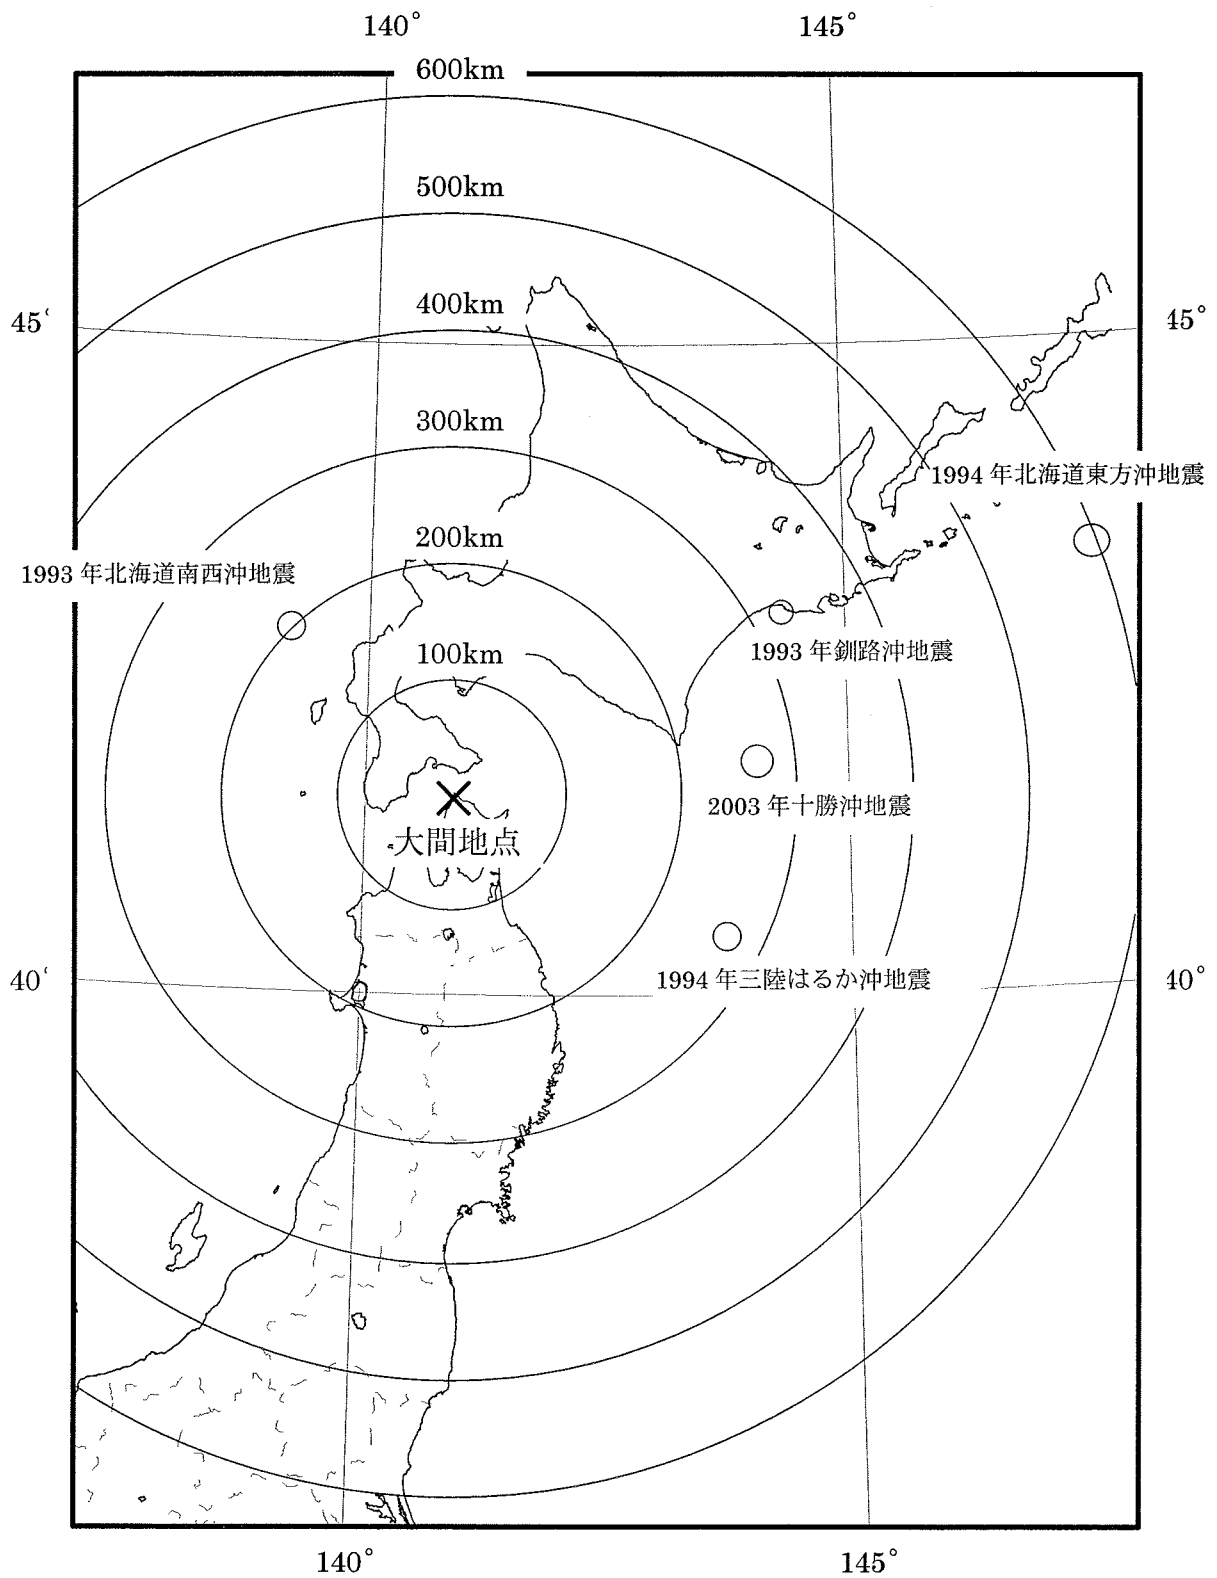 140° 145°
600km
500km
400km
45° 45°
300km
1994年北海道東方沖地震
200km
1993年北海道南西沖地震
100km
1993年釧路沖地震
2003年十勝沖地震
大間地点
1994年三陸はるか沖地震
40° 40°
140° 145°